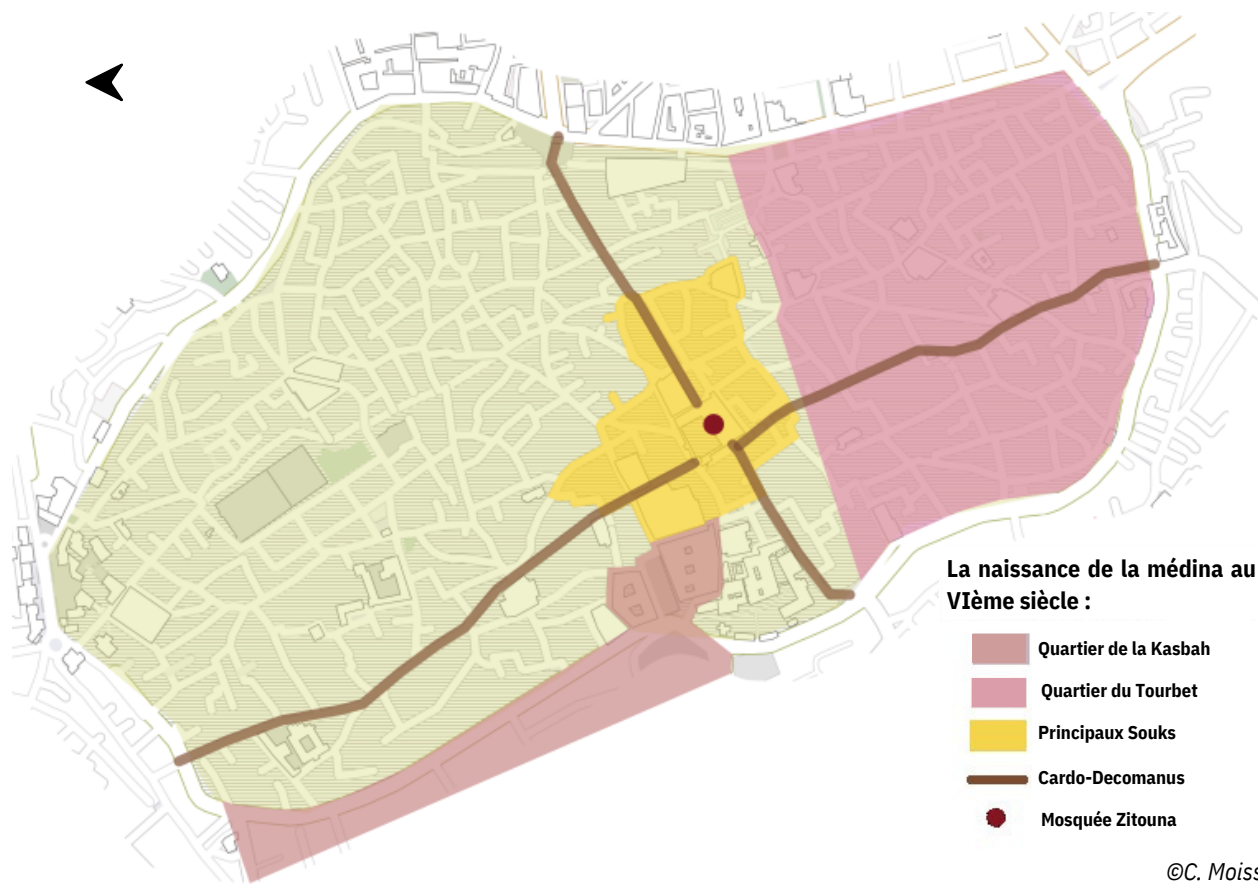 La naissance de la médina au
VIème siècle :
Quartier de la Kasbah
Quartier du Tourbet
Principaux Souks
Cardo-Decomanus
Mosquée Zitouna
©C. Moiss